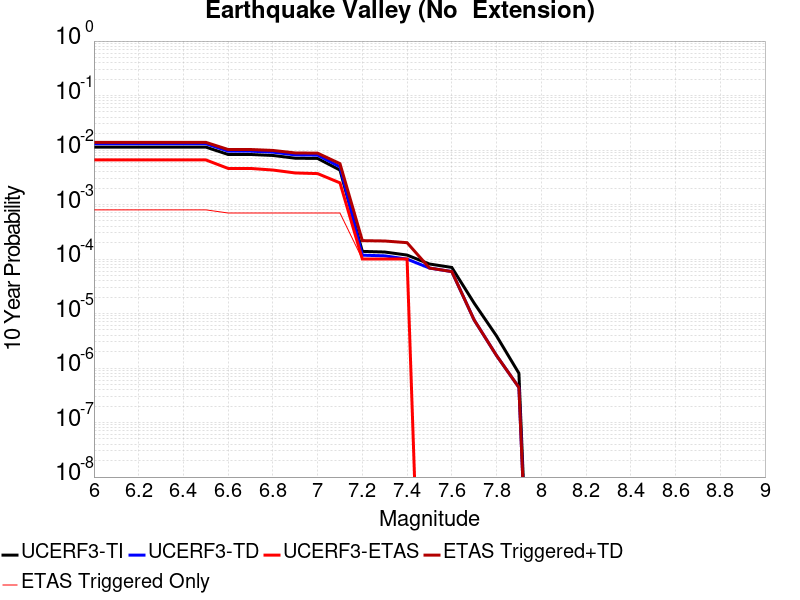 Earthquake Valley (No  Extension)
10^0
10^-1
10^-2
10^-3
10^-4
10^-5
10^-6
10^-7
10^-8
10 Year Probability
6 6.2 6.4 6.6 6.8 7 7.2 7.4 7.6 7.8 8 8.2 8.4 8.6 8.8 9
Magnitude
UCERF3-TI UCERF3-TD UCERF3-ETAS ETAS Triggered+TD
ETAS Triggered Only